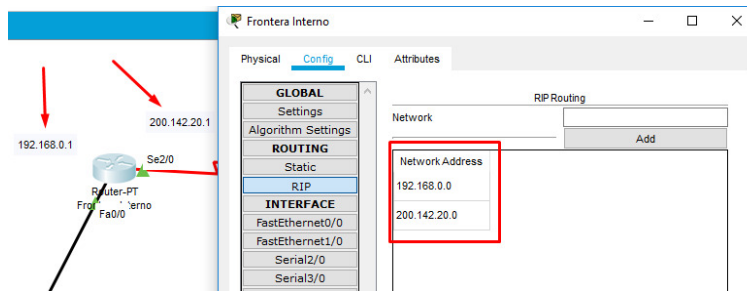 Frontera Interno
Physical Config CLI Attributes
GLOBAL
Settings
Algorithm Settings
ROUTING
Static
RIP
INTERFACE
FastEthernet0/0
FastEthernet1/0
Serial2/0
Serial3/0
RIP Routing
Network
Add
Network Address
192.168.0.0
200.142.20.0
200.142.20.1
192.168.0.1
Se2/0
Router-PT
Fa0/0